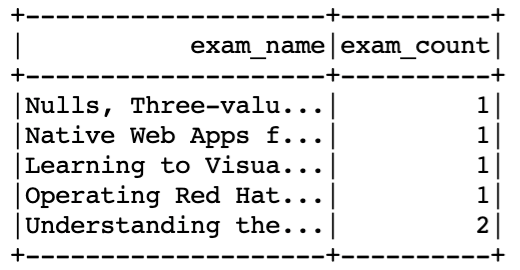 +--------------------+----------+
|           exam_name|exam_count|
+--------------------+----------+
|Nulls, Three-valu...|         1|
|Native Web Apps f...|         1|
|Learning to Visua...|         1|
|Operating Red Hat...|         1|
|Understanding the...|         2|
+--------------------+----------+